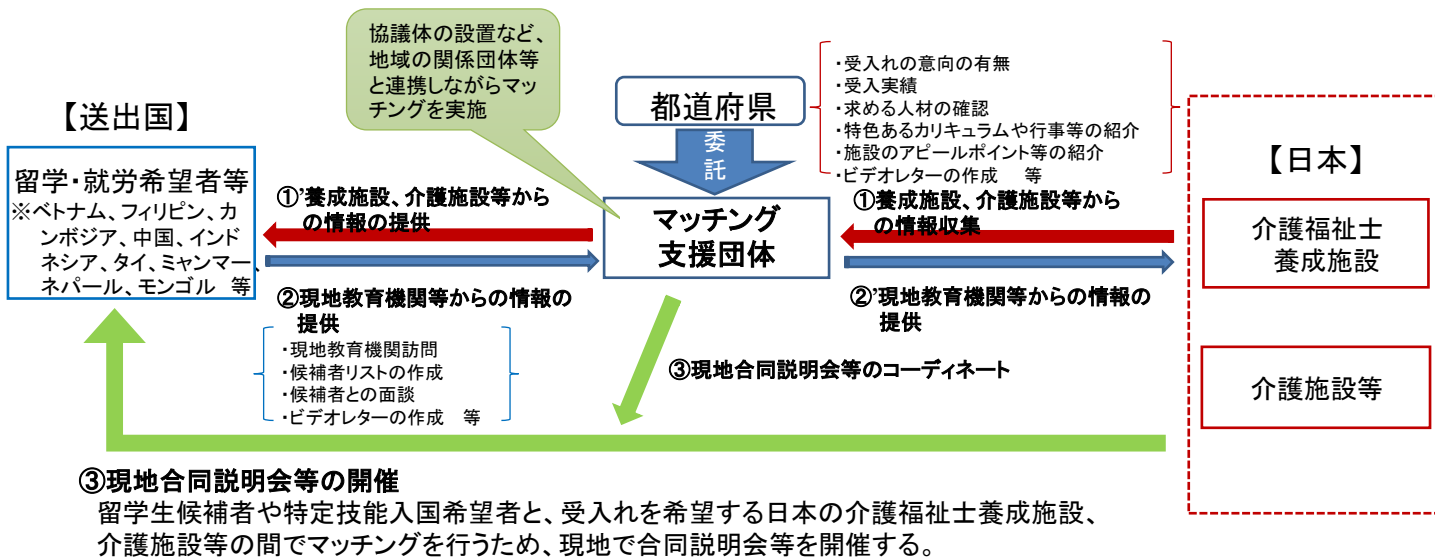 協議体の設置など、
地域の関係団体等
と連携しながらマッ
チングを実施
都道府県
委
託
・受入れの意向の有無
・受入実績
・求める人材の確認
・特色あるカリキュラムや行事等の紹介
・施設のアピールポイント等の紹介
・ビデオレターの作成　等
【送出国】
留学・就労希望者等
※ベトナム、フィリピン、カ
ンボジア、中国、インド
ネシア、タイ、ミャンマー、
ネパール、モンゴル　等
①’養成施設、介護施設等から
の情報の提供
マッチング
支援団体
①養成施設、介護施設等から
の情報収集
【日本】
介護福祉士
養成施設
②現地教育機関等からの情報の
提供
・現地教育機関訪問
・候補者リストの作成
・候補者との面談
・ビデオレターの作成　等
②’現地教育機関等からの情報の
提供
③現地合同説明会等のコーディネート
介護施設等
③現地合同説明会等の開催
留学生候補者や特定技能入国希望者と、受入れを希望する日本の介護福祉士養成施設、
介護施設等の間でマッチングを行うため、現地で合同説明会等を開催する。